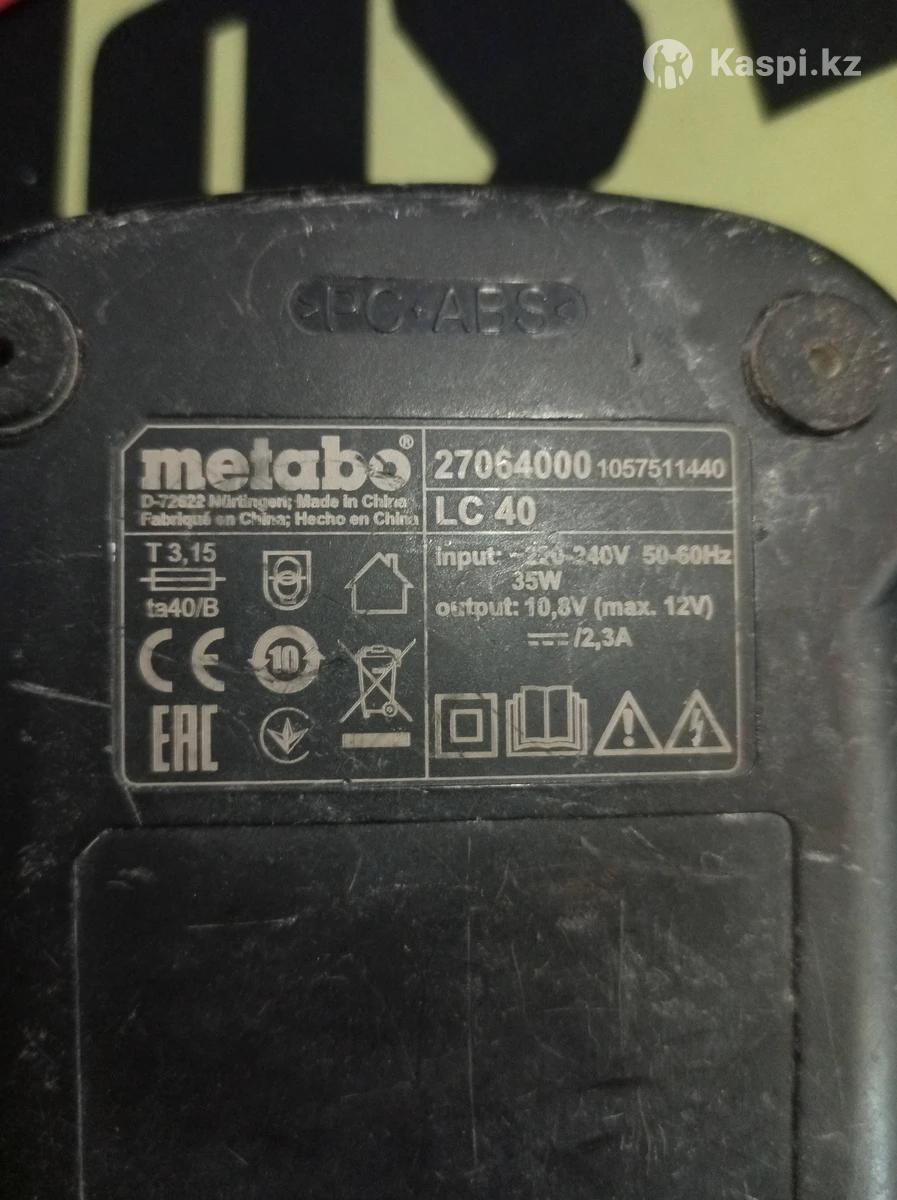 Kaspi.kz
>PC+ABS<
metabo®
D-72622 Nürtingen; Made in China
Fabriqué en China; Hecho en China
27064000 1057511440
LC 40
T 3,15
ta40/B
input: ~220-240V 50-60Hz
35W
output: 10,8V (max. 12V)
⎓/2,3A
CE
10
EAC